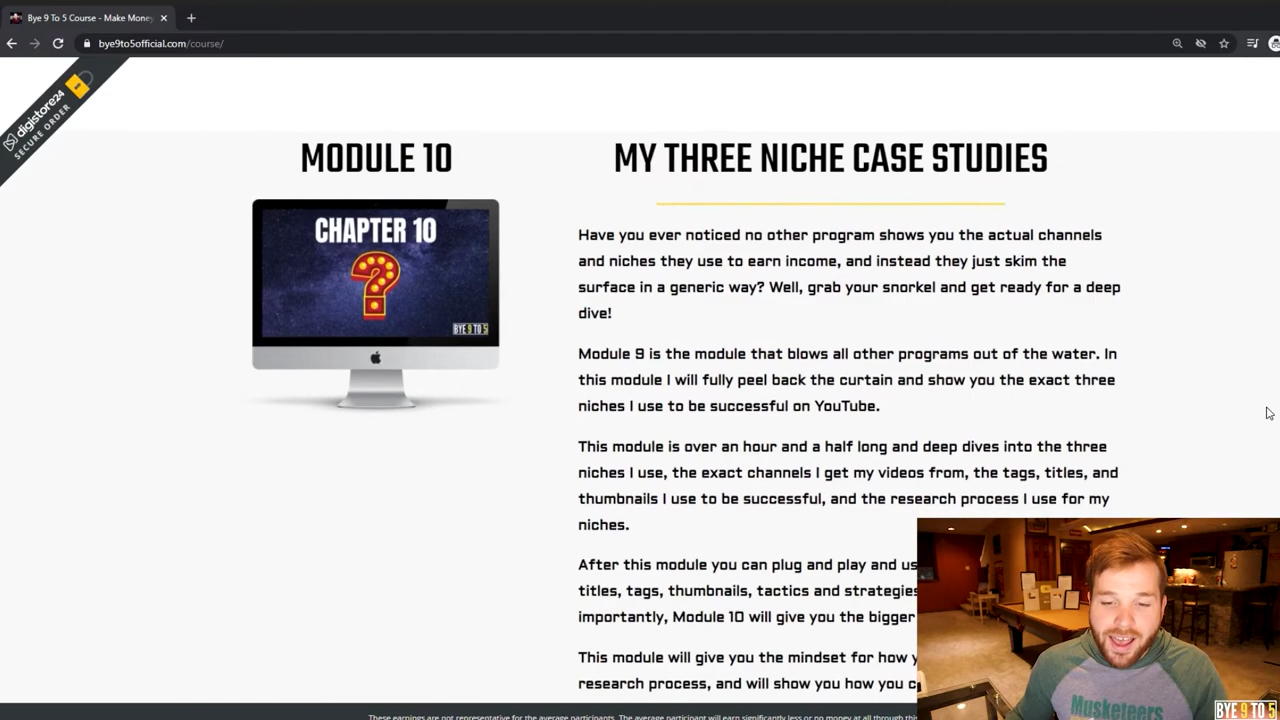 Bye 9 To 5 Course - Make Money
bye9to5official.com/course/
digistore24
SECURE ORDER
MODULE 10
MY THREE NICHE CASE STUDIES
CHAPTER 10
?
BYE 9 TO 5
Have you ever noticed no other program shows you the actual channels
and niches they use to earn income, and instead they just skim the
surface in a generic way? Well, grab your snorkel and get ready for a deep
dive!
Module 9 is the module that blows all other programs out of the water. In
this module I will fully peel back the curtain and show you the exact three
niches I use to be successful on YouTube.
This module is over an hour and a half long and deep dives into the three
niches I use, the exact channels I get my videos from, the tags, titles, and
thumbnails I use to be successful, and the research process I use for my
niches.
After this module you can plug and play and us
titles, tags, thumbnails, tactics and strategies
importantly, Module 10 will give you the bigger
This module will give you the mindset for how y
research process, and will show you how you c
Musketeers
BYE 9 TO 5
These earnings are not representative for the average participants. The average participant will earn significantly less or no money at all through this